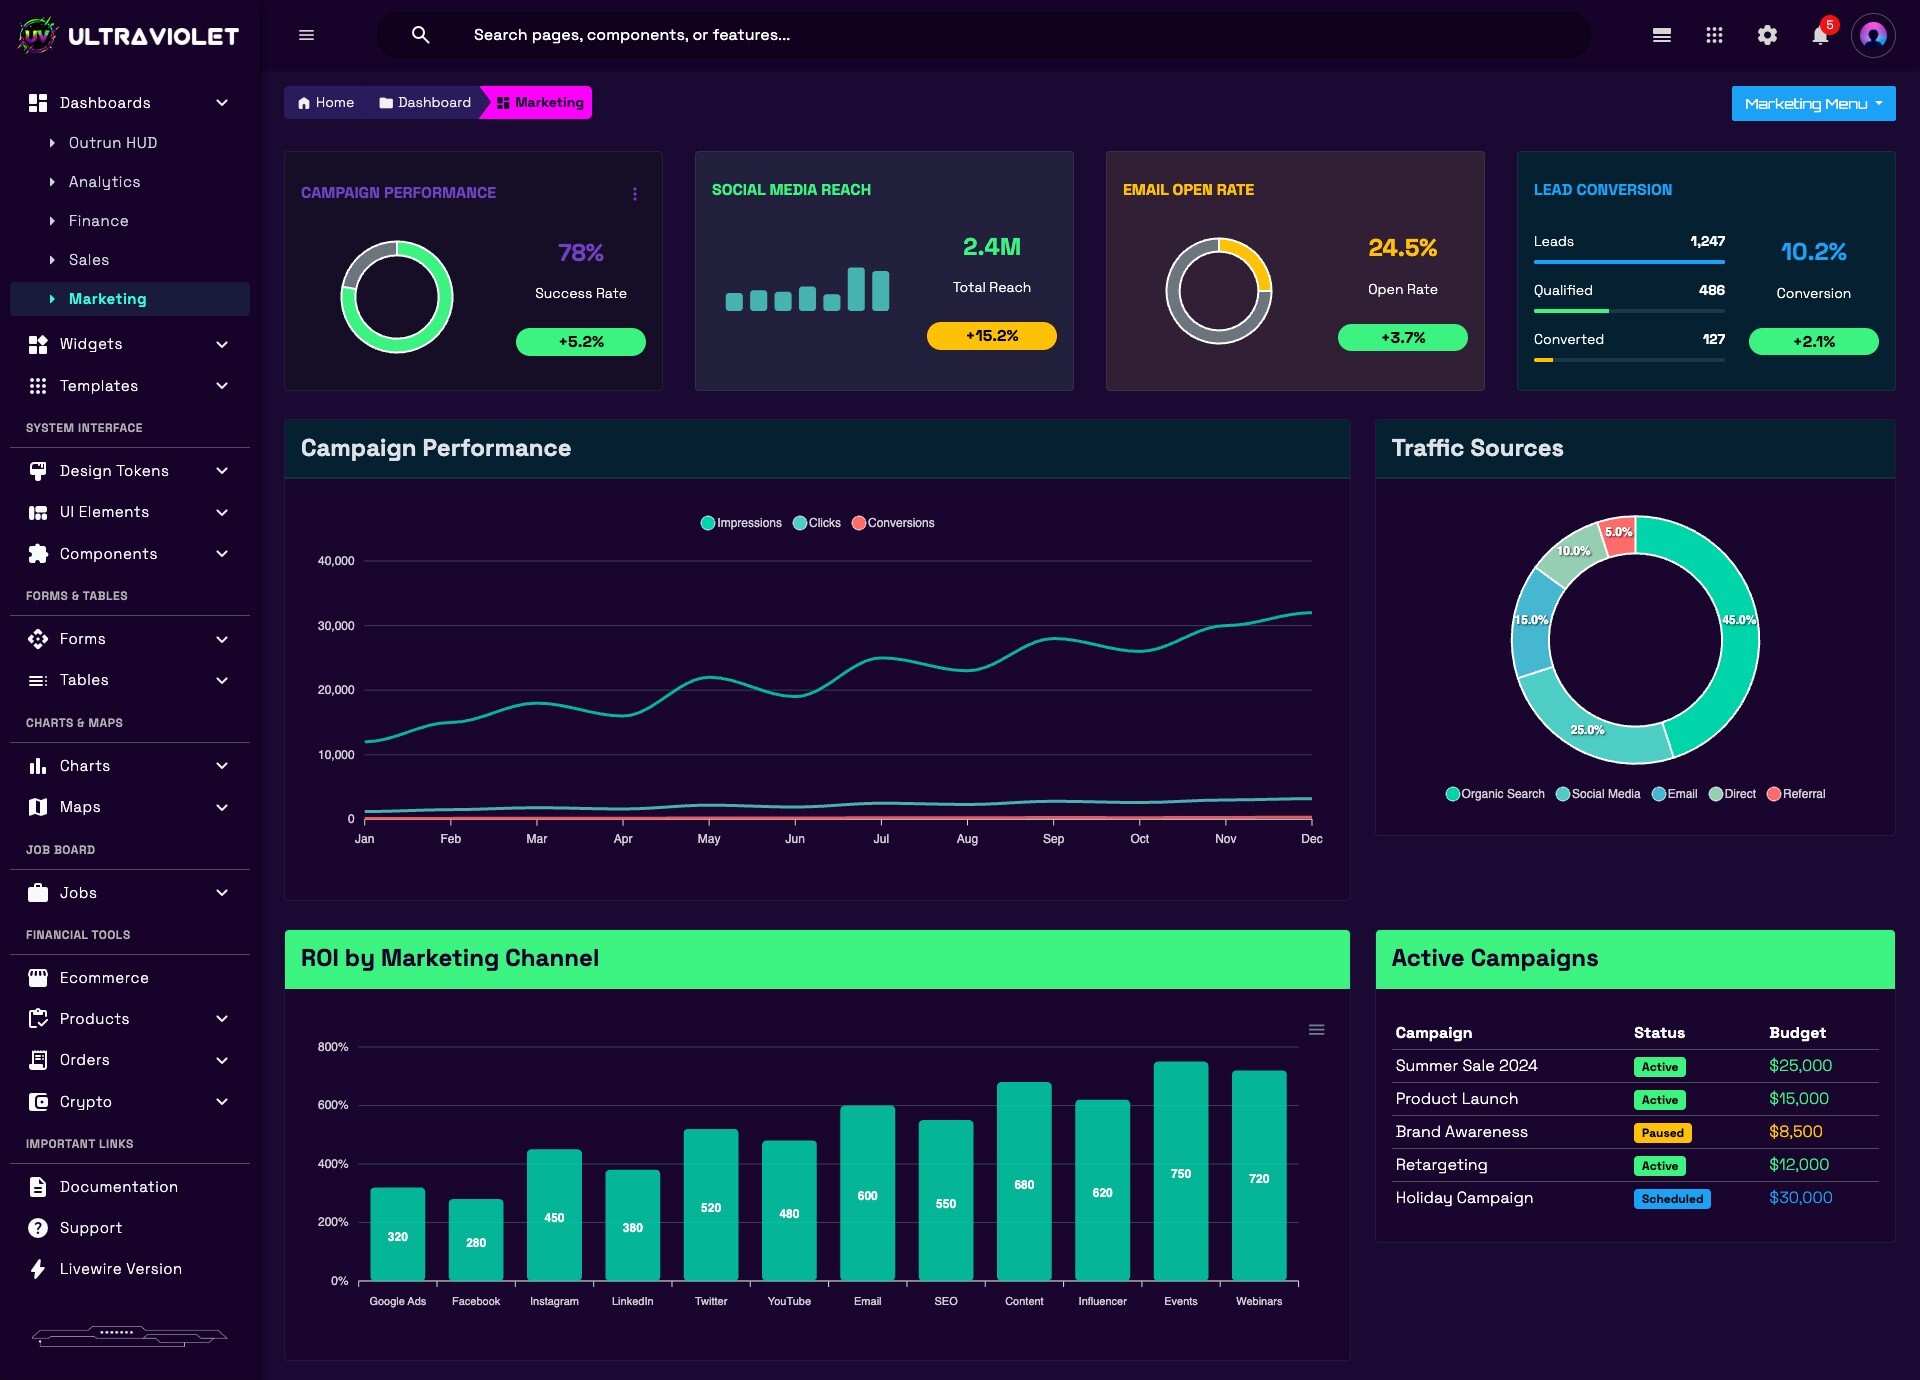 ULTRAVIOLET
Search pages, components, or features...
5
Dashboards
Outrun HUD
Analytics
Finance
Sales
Marketing
Widgets
Templates
SYSTEM INTERFACE
Design Tokens
UI Elements
Components
FORMS & TABLES
Forms
Tables
CHARTS & MAPS
Charts
Maps
JOB BOARD
Jobs
FINANCIAL TOOLS
Ecommerce
Products
Orders
Crypto
IMPORTANT LINKS
Documentation
Support
Livewire Version
Home Dashboard Marketing
Marketing Menu
CAMPAIGN PERFORMANCE
78%
Success Rate
+5.2%
SOCIAL MEDIA REACH
2.4M
Total Reach
+15.2%
EMAIL OPEN RATE
24.5%
Open Rate
+3.7%
LEAD CONVERSION
Leads 1,247
Qualified 486
Converted 127
10.2%
Conversion
+2.1%
Campaign Performance
Impressions Clicks Conversions
40,000
30,000
20,000
10,000
0
Jan Feb Mar Apr May Jun Jul Aug Sep Oct Nov Dec
Traffic Sources
5.0%
10.0%
15.0%
45.0%
25.0%
Organic Search Social Media Email Direct Referral
ROI by Marketing Channel
800%
600%
400%
200%
0%
320 280 450 380 520 480 600 550 680 620 750 720
Google Ads Facebook Instagram LinkedIn Twitter YouTube Email SEO Content Influencer Events Webinars
Active Campaigns
Campaign Status Budget
Summer Sale 2024 Active $25,000
Product Launch Active $15,000
Brand Awareness Paused $8,500
Retargeting Active $12,000
Holiday Campaign Scheduled $30,000